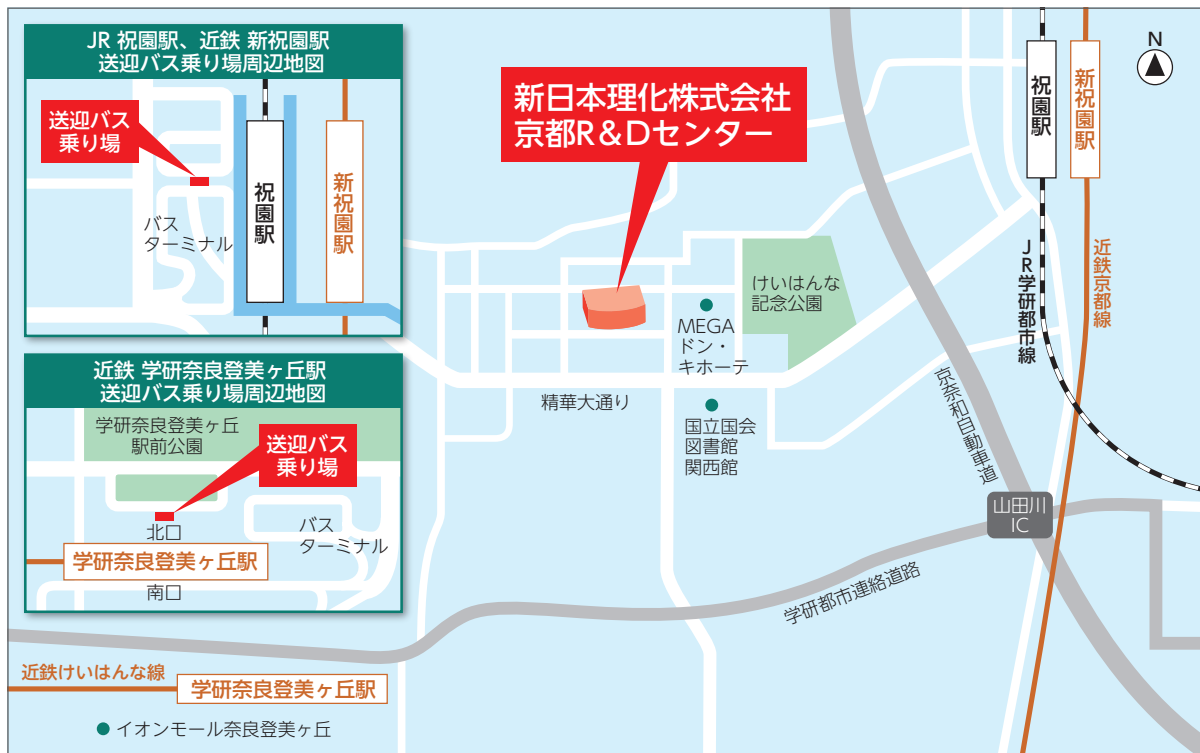 JR 祝園駅、近鉄 新祝園駅
送迎バス乗り場周辺地図
送迎バス
乗り場
バス
ターミナル
祝園駅
新祝園駅
近鉄 学研奈良登美ヶ丘駅
送迎バス乗り場周辺地図
学研奈良登美ヶ丘
駅前公園
送迎バス
乗り場
北口
バス
ターミナル
学研奈良登美ヶ丘駅
南口
新日本理化株式会社
京都R&Dセンター
けいはんな
記念公園
MEGA
ドン・
キホーテ
精華大通り
国立国会
図書館
関西館
祝園駅
新祝園駅
N
JR学研都市線
近鉄京都線
京奈和自動車道
山田川
IC
学研都市連絡道路
近鉄けいはんな線
学研奈良登美ヶ丘駅
イオンモール奈良登美ヶ丘